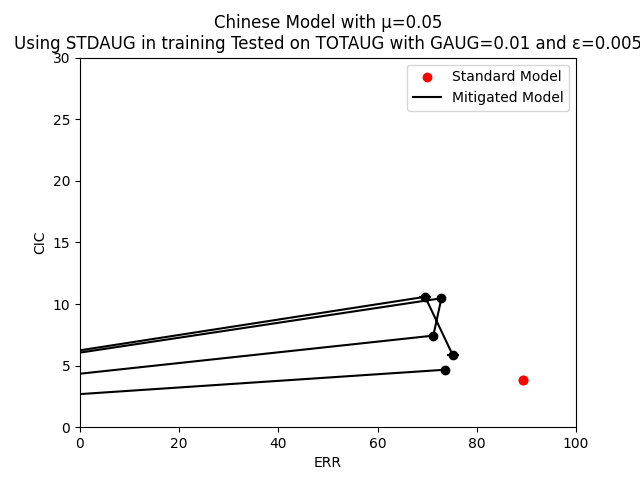 Chinese Model with μ=0.05
Using STDAUG in training Tested on TOTAUG with GAUG=0.01 and ε=0.005
Standard Model
Mitigated Model
30
25
20
15
10
5
0
CIC
0 20 40 60 80 100
ERR